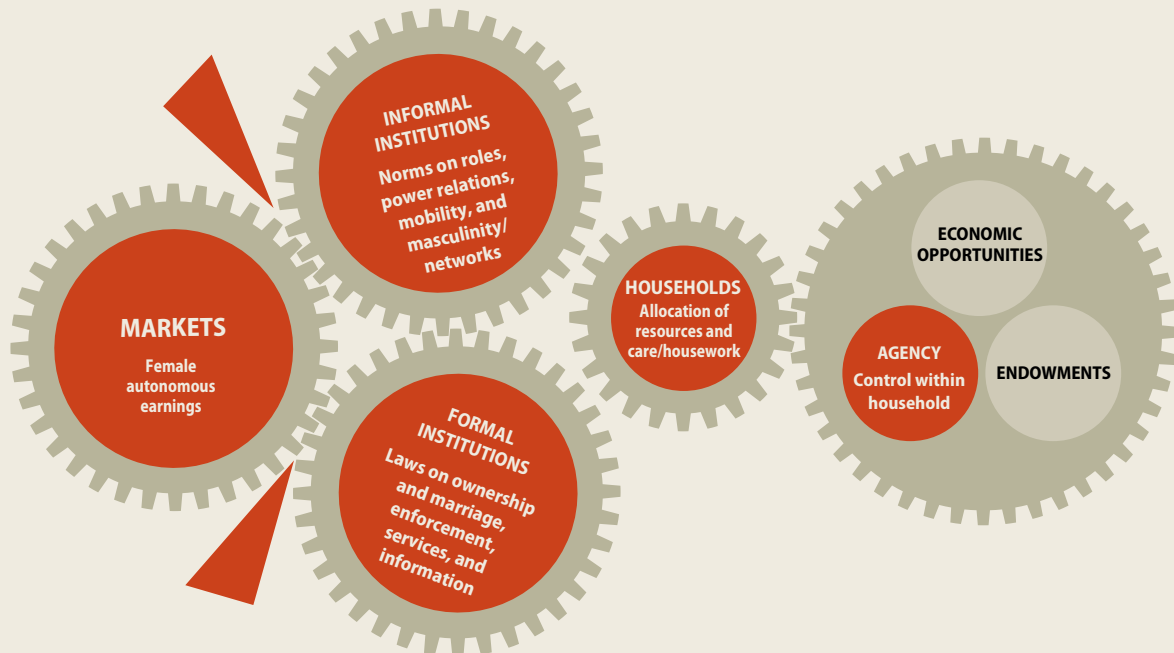 INFORMAL
INSTITUTIONS
Norms on roles,
power relations,
mobility, and
masculinity/
networks
MARKETS
Female
autonomous
earnings
FORMAL
INSTITUTIONS
Laws on ownership
and marriage,
enforcement,
services, and
information
HOUSEHOLDS
Allocation of
resources and
care/housework
ECONOMIC
OPPORTUNITIES
AGENCY
Control within
household
ENDOWMENTS